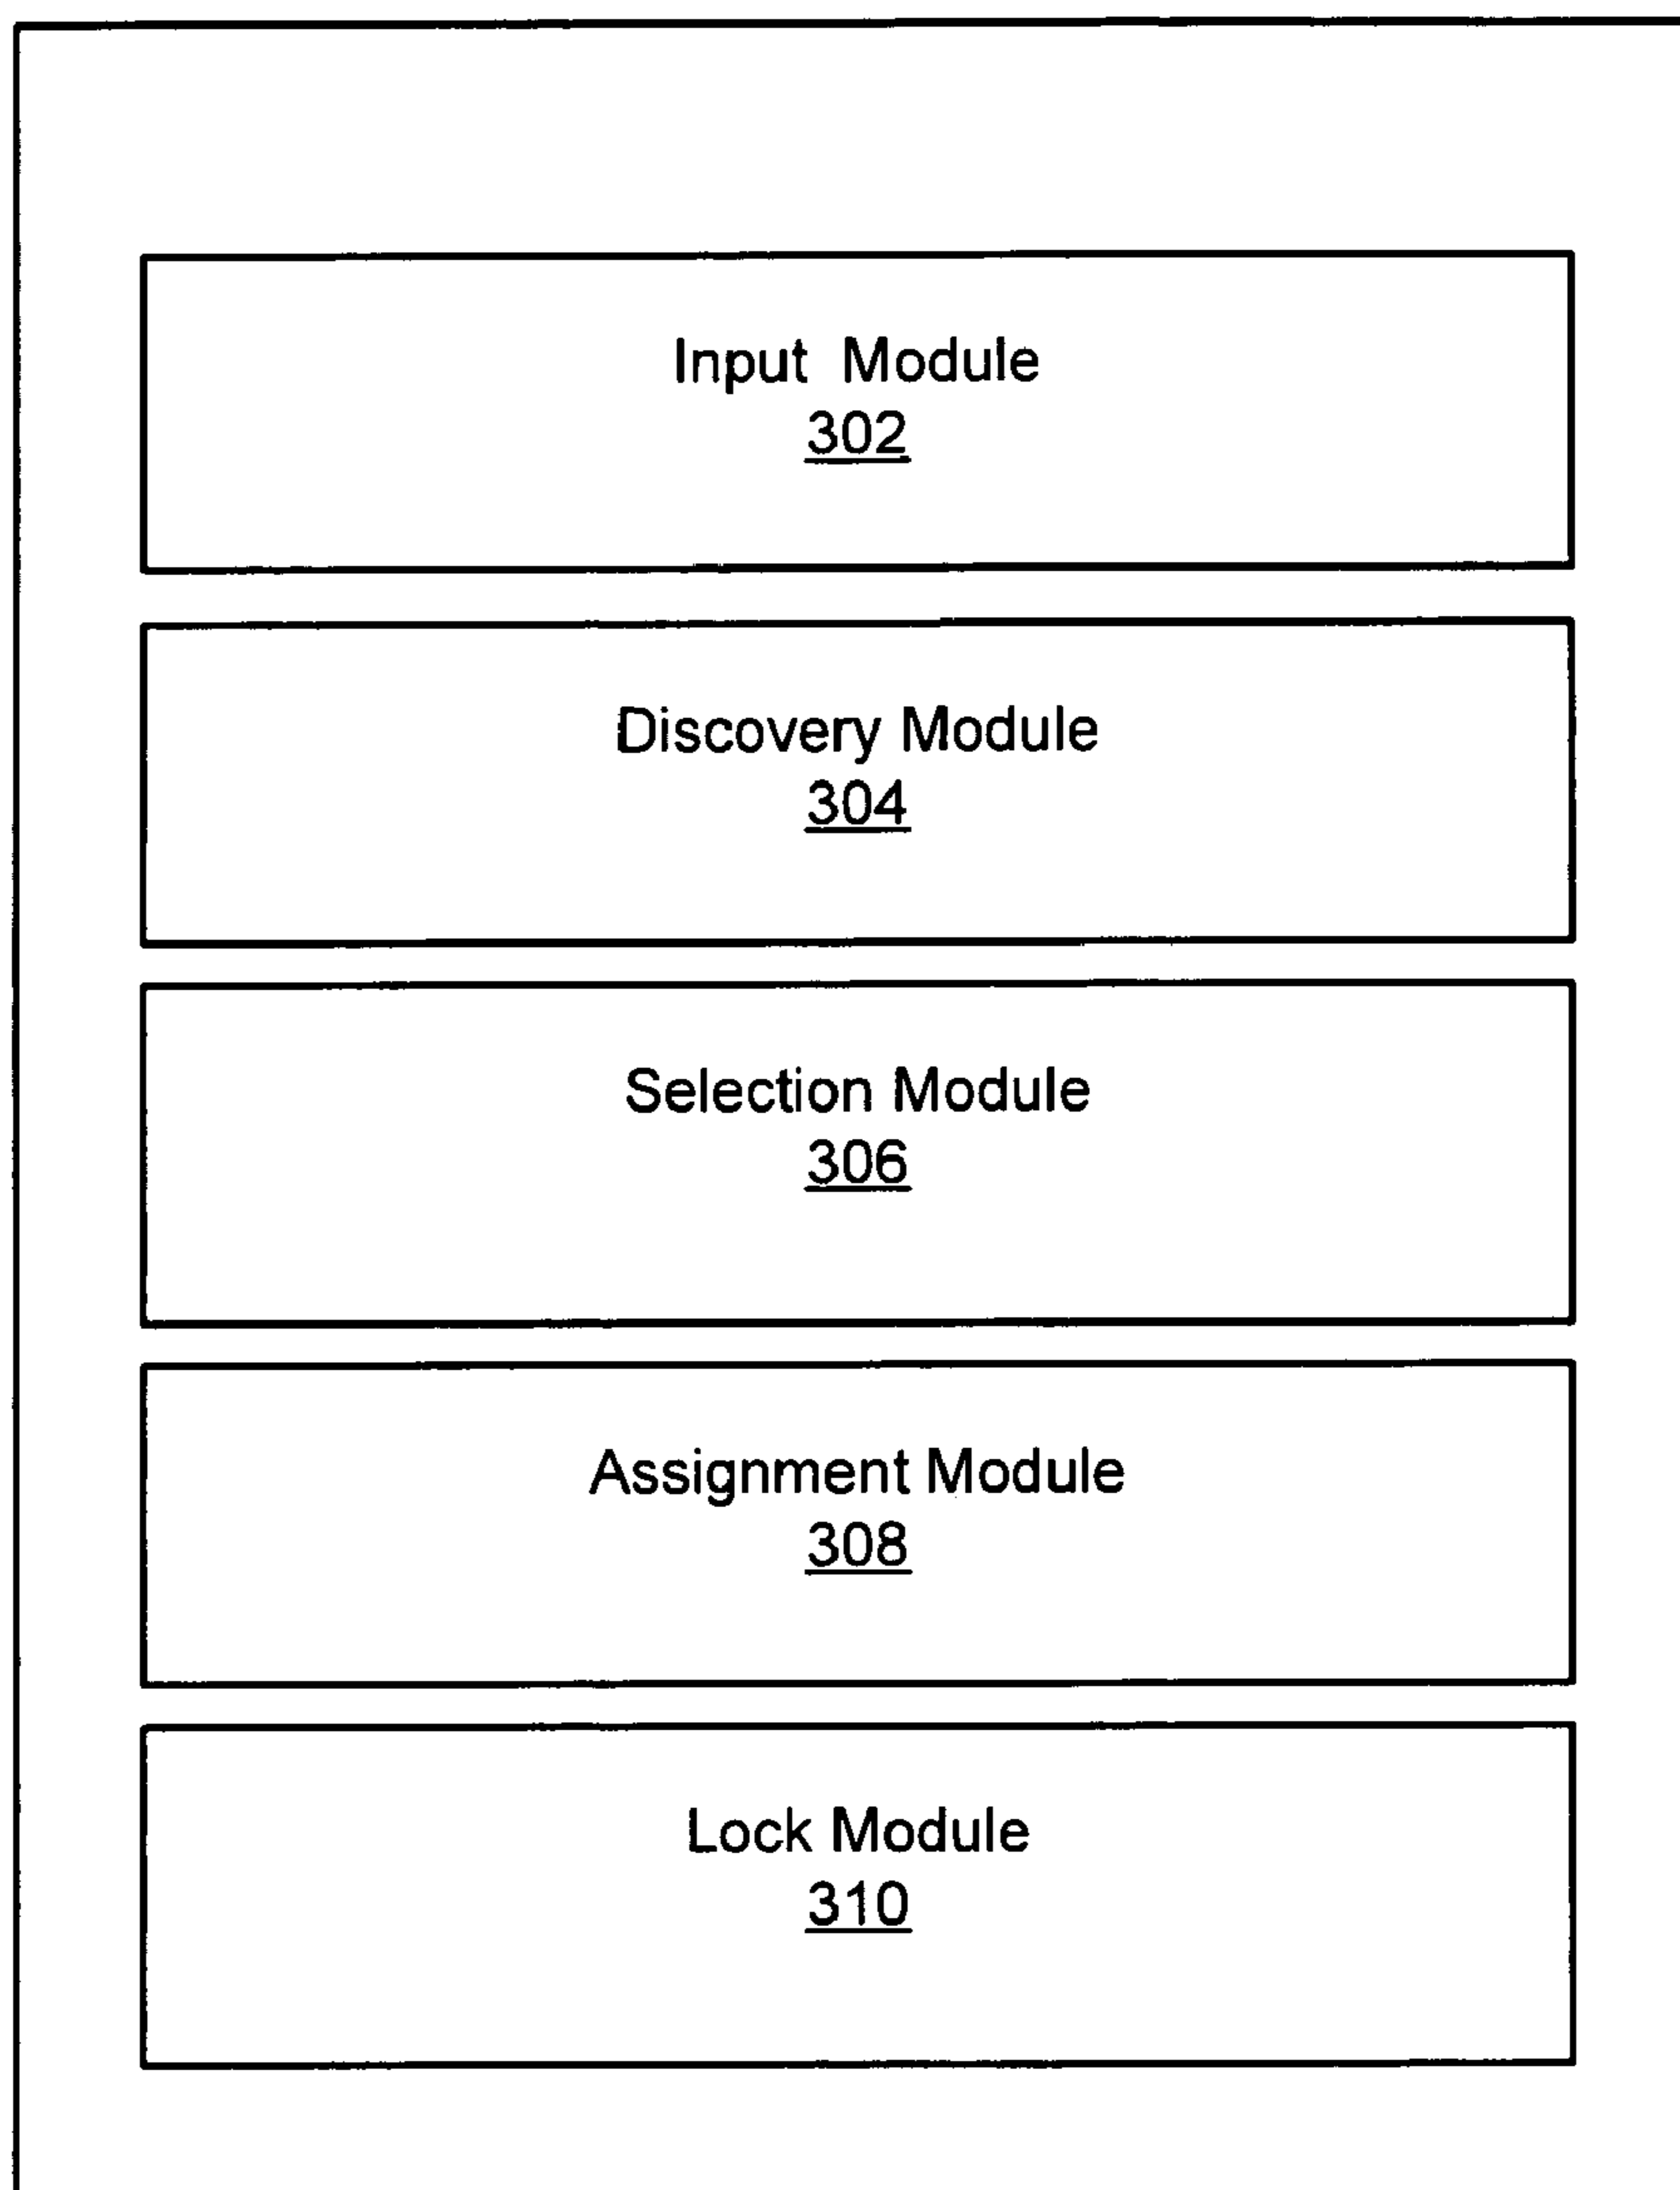 Input Module
302
Discovery Module
304
Selection Module
306
Assignment Module
308
Lock Module
310